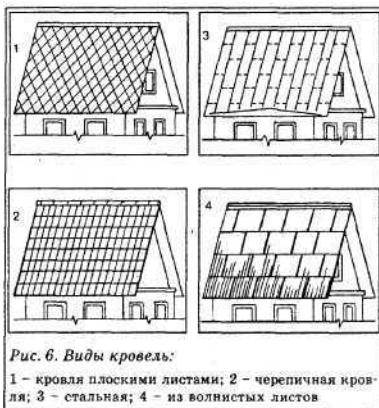 1
3
2
4
Рис. 6. Виды кровель:
1 – кровля плоскими листами; 2 – черепичная кров-
ля; 3 – стальная; 4 – из волнистых листов